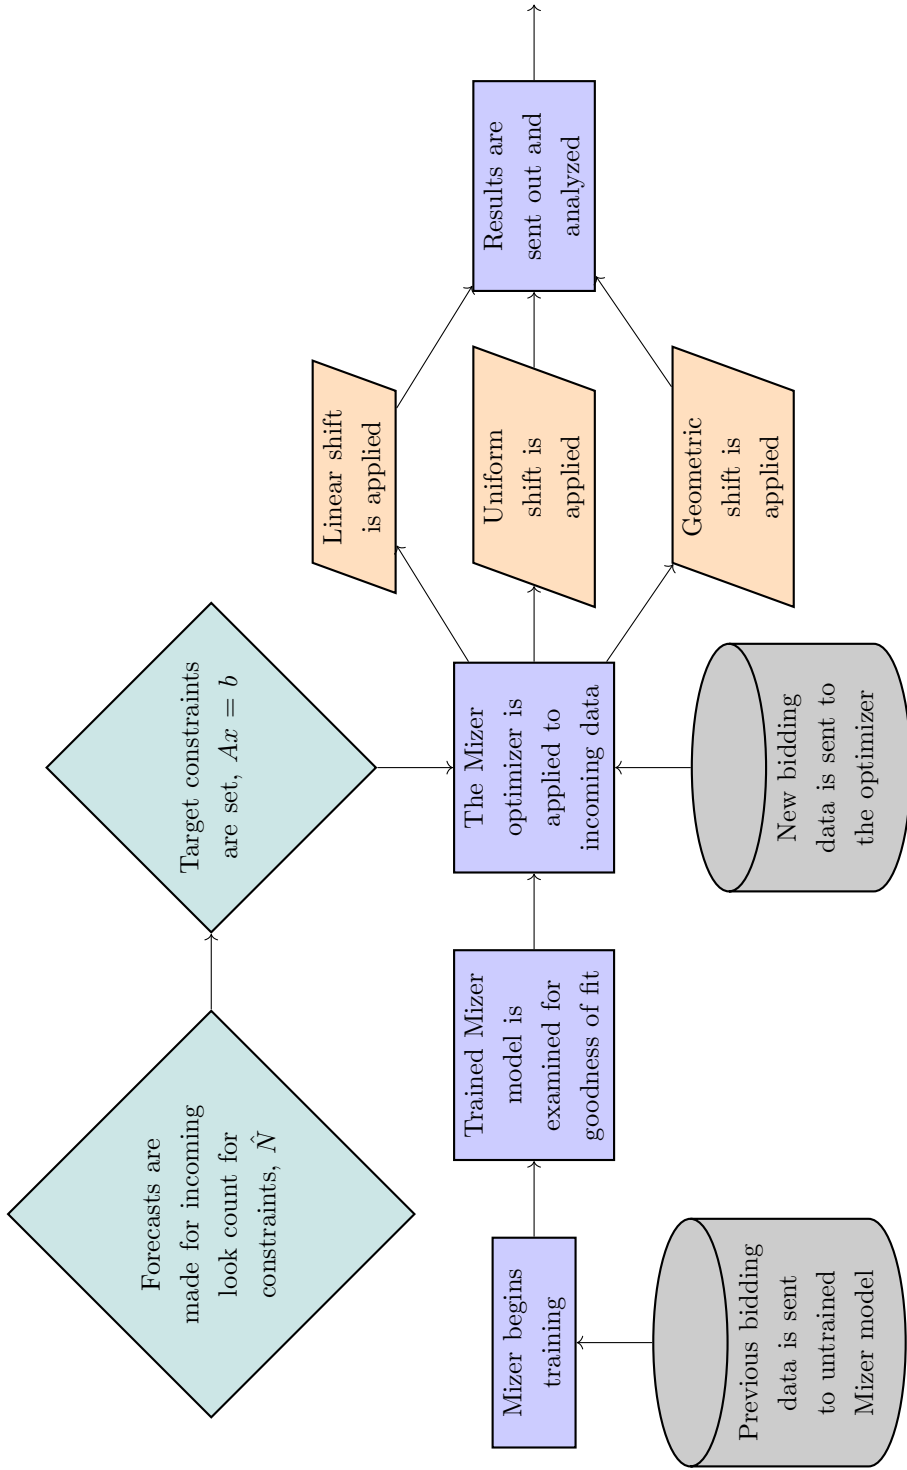 Forecasts are
made for incoming
look count for
constraints, N̂
Target constraints
are set, Ax = b
Mizer begins
training
Trained Mizer
model is
examined for
goodness of fit
The Mizer
optimizer is
applied to
incoming data
Linear shift
is applied
Uniform
shift is
applied
Geometric
shift is
applied
Results are
sent out and
analyzed
Previous bidding
data is sent
to untrained
Mizer model
New bidding
data is sent to
the optimizer